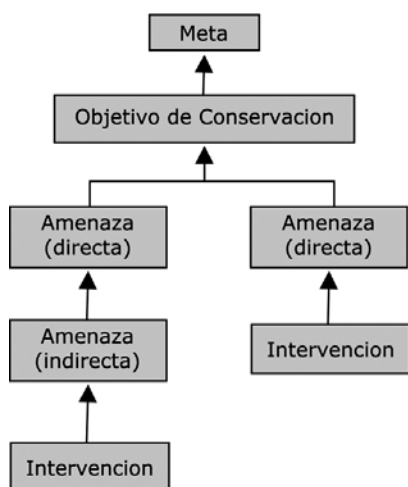 Meta
Objetivo de Conservacion
Amenaza
(directa)
Amenaza
(directa)
Amenaza
(indirecta)
Intervencion
Intervencion